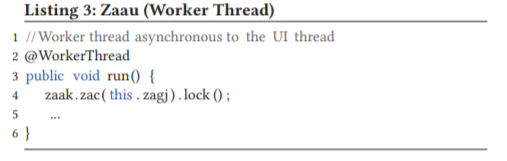 Listing 3: Zaau (Worker Thread)
1 //Worker thread asynchronous to the UI thread
2 @WorkerThread
3 public void run() {
4 zaak.zac(this.zagj).lock();
5 ...
6 }